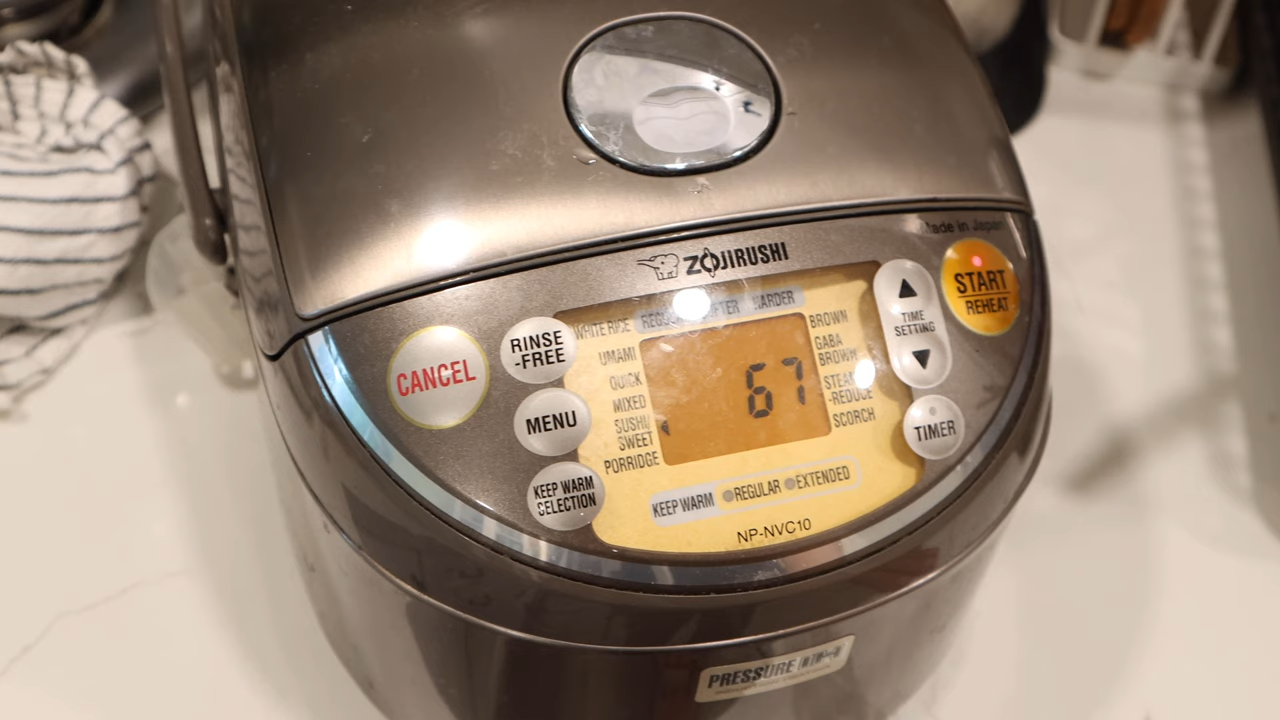 Made in Japan
ZOJIRUSHI
START
REHEAT
TIME
SETTING
TIMER
CANCEL
RINSE
-FREE
MENU
KEEP WARM
SELECTION
WHITE RICE HARDER
UMAMI
QUICK
MIXED
SUSHI/
SWEET
PORRIDGE
67
BROWN
GABA
BROWN
STEAM
-REDUCE
SCORCH
KEEP WARM REGULAR EXTENDED
NP-NVC10
PRESSURE